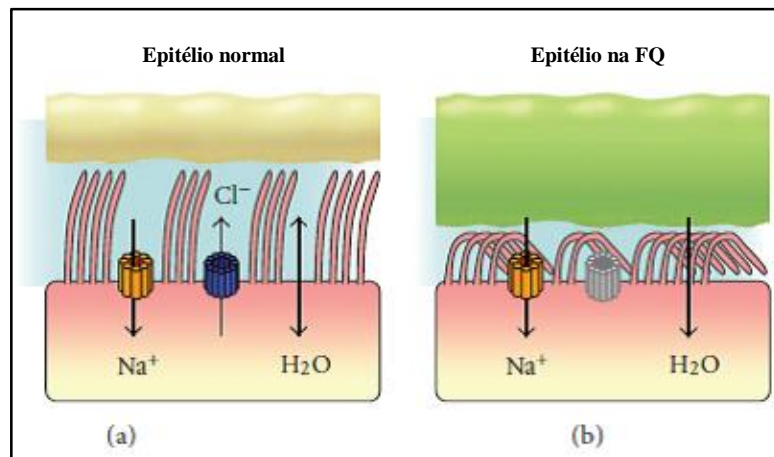 Epitélio normal
Epitélio na FQ
Cl⁻
Na⁺
H2O
Na⁺
H2O
(a)
(b)